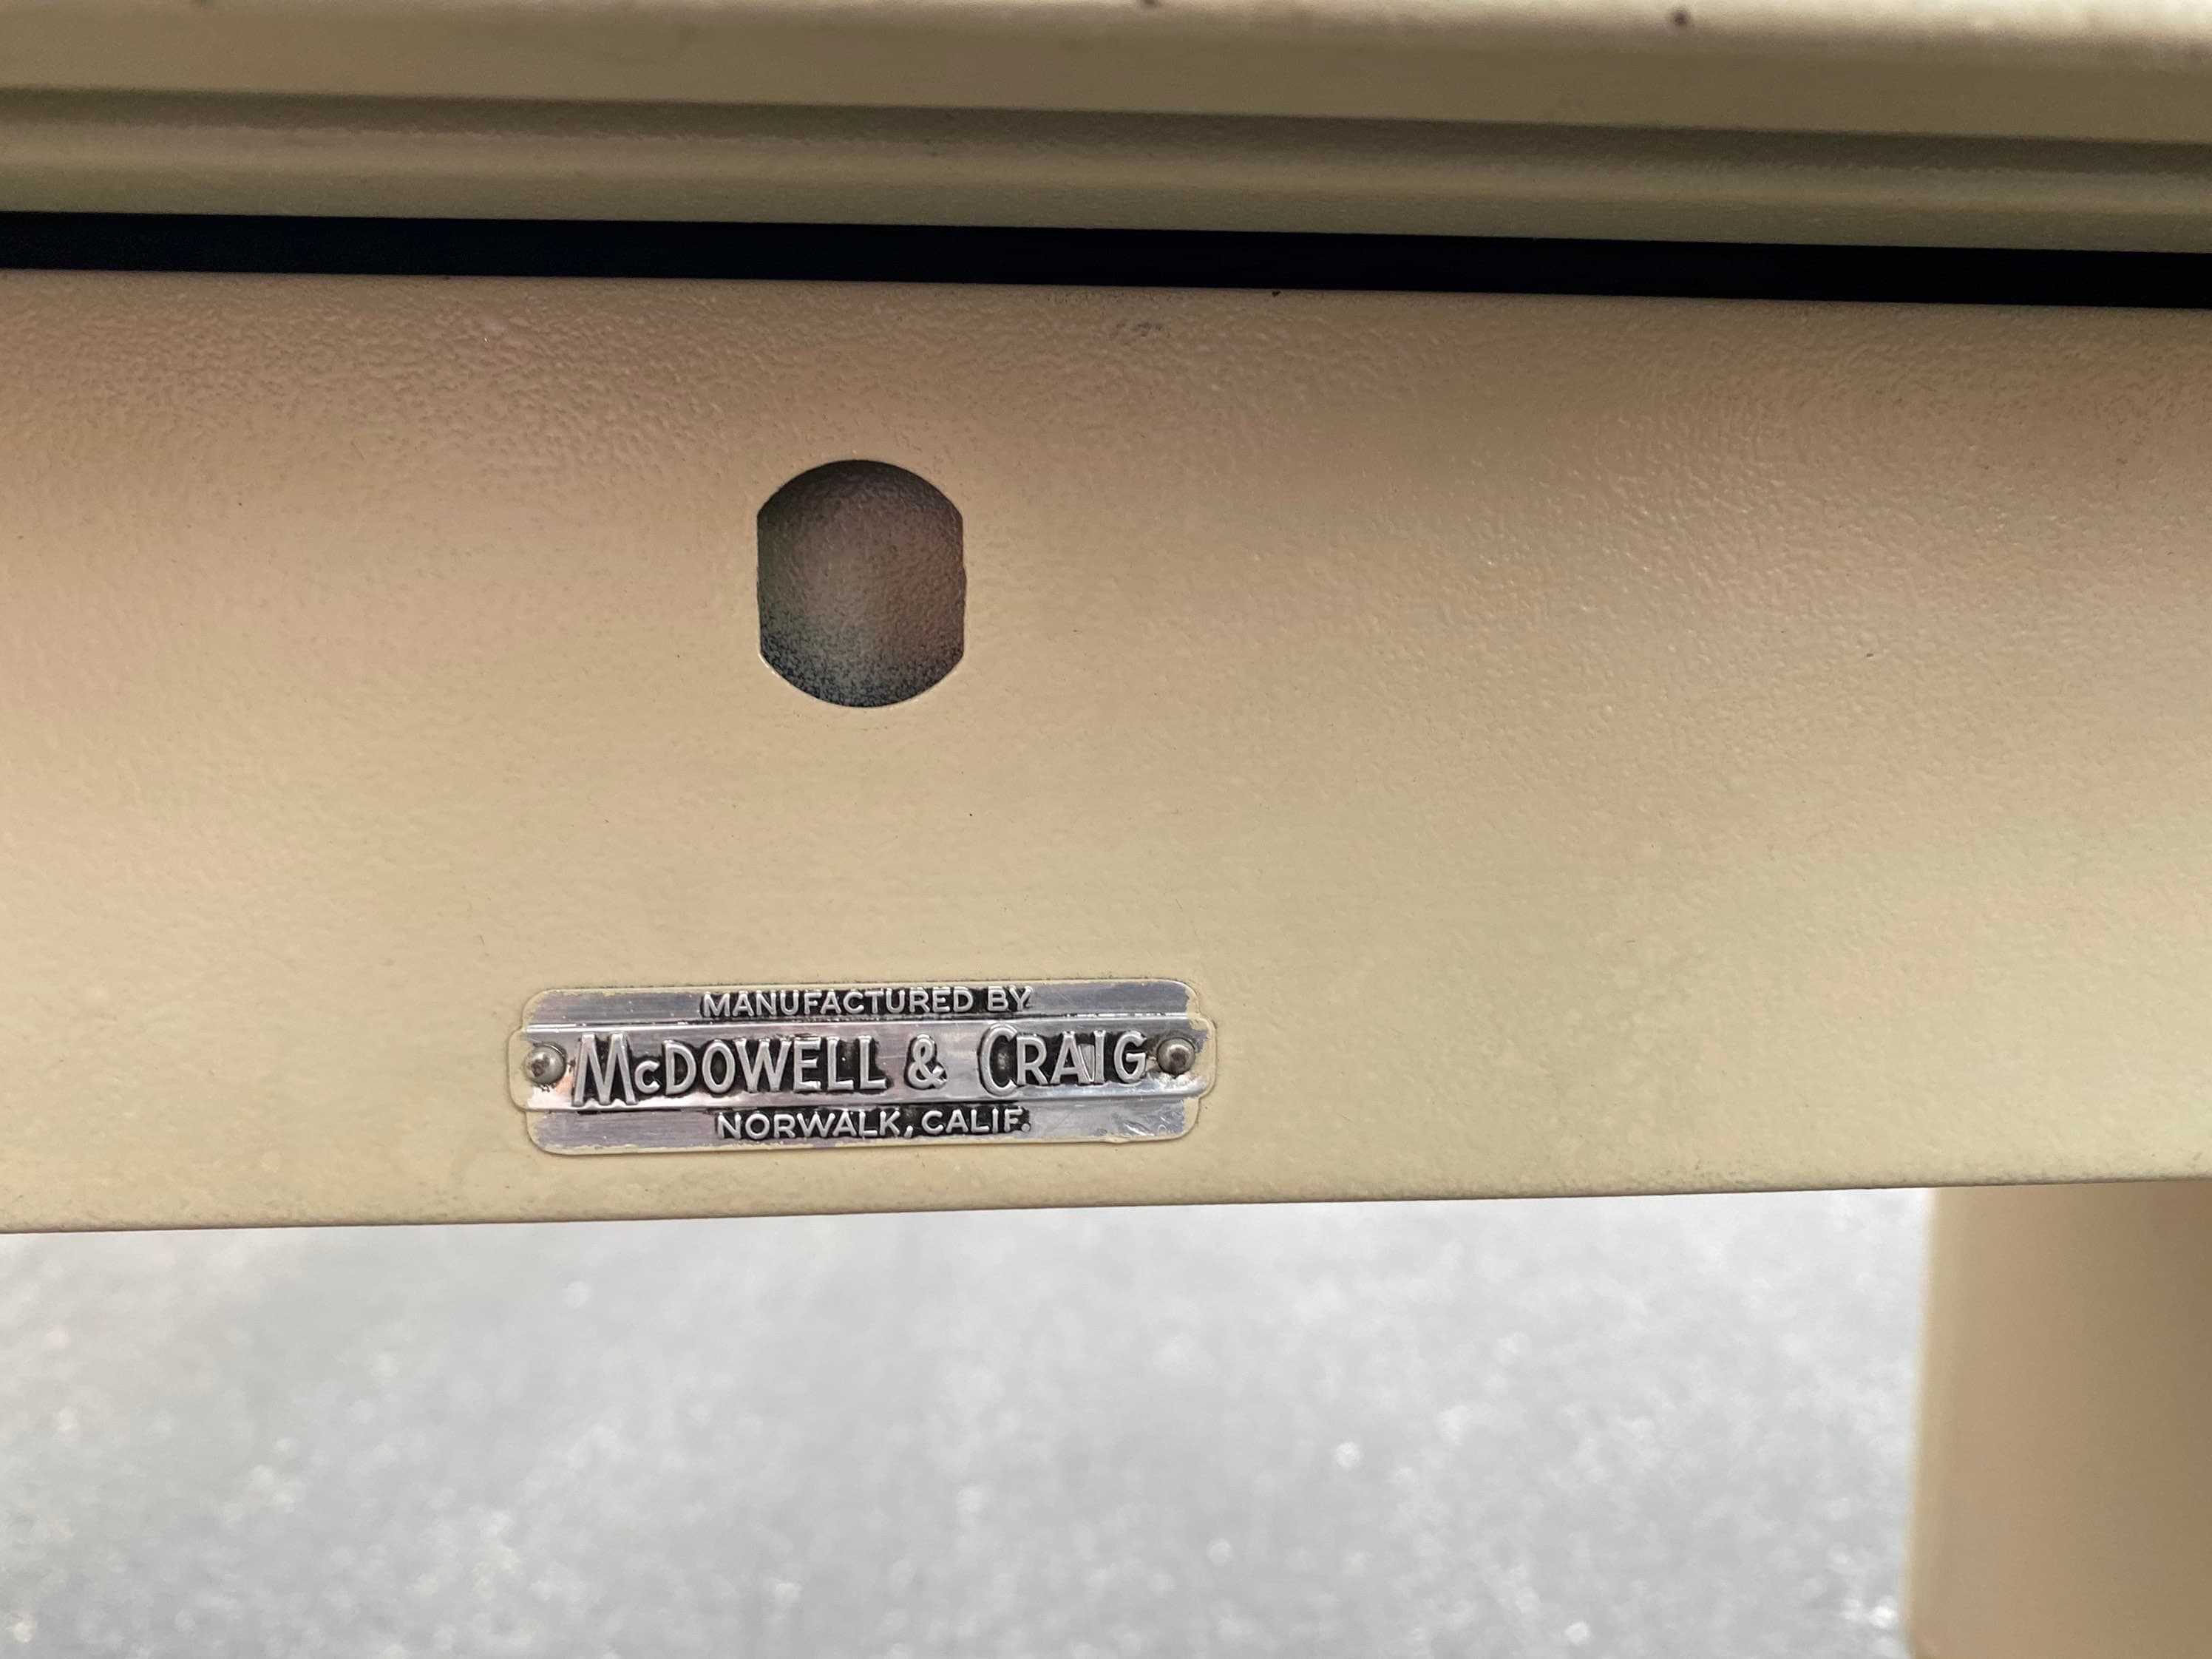 MANUFACTURED BY
McDOWELL & CRAIG
NORWALK, CALIF.